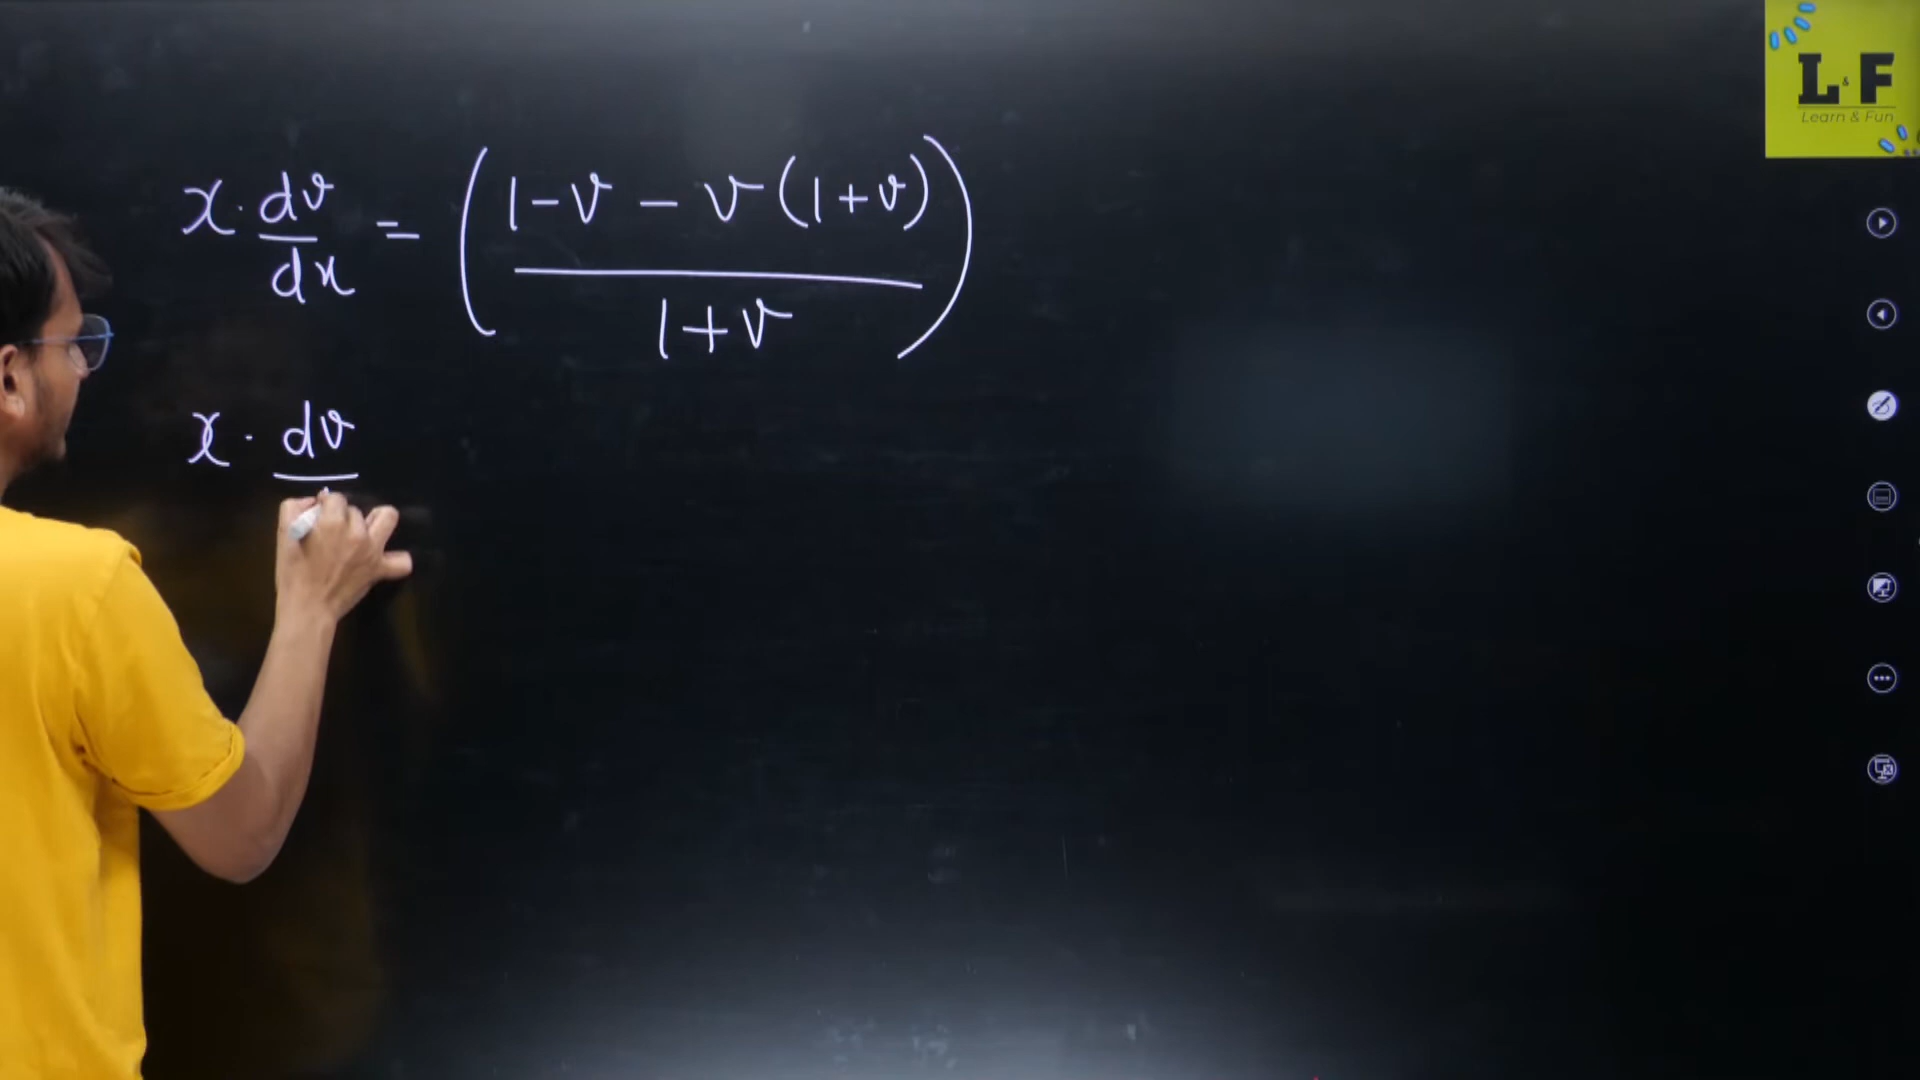 x · dv/dx = ( (1-v - v(1+v)) / (1+v) )
x · dv
L&F
Learn & Fun